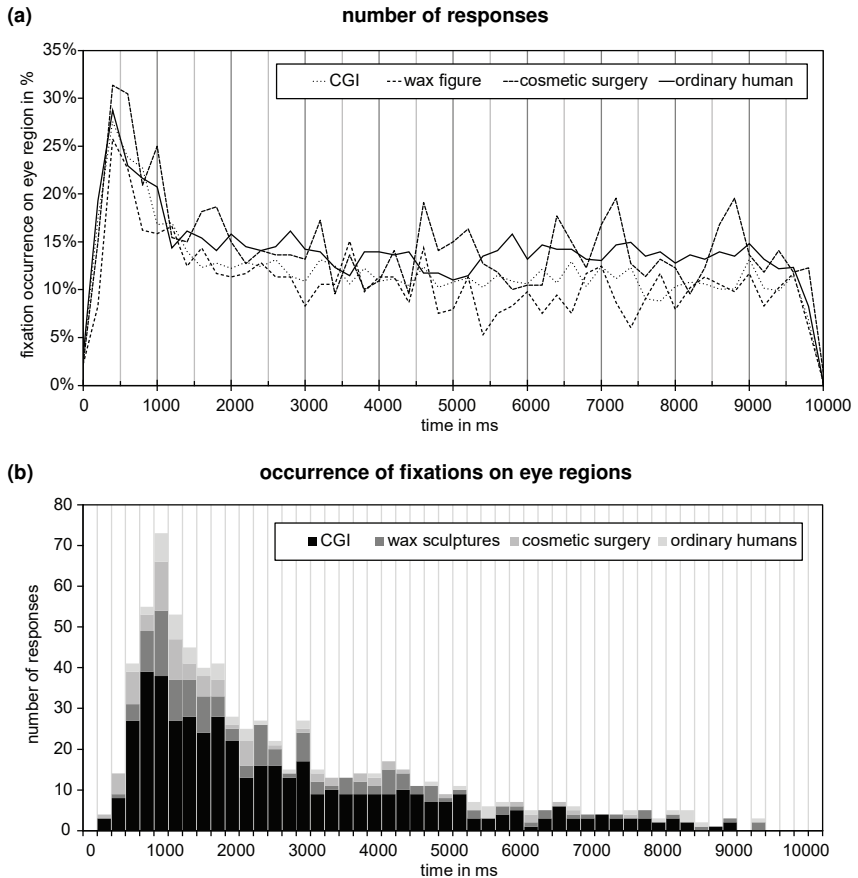 (a) number of responses
CGI wax figure cosmetic surgery ordinary human
fixation occurrence on eye region in %
35%
30%
25%
20%
15%
10%
5%
0%
0 1000 2000 3000 4000 5000 6000 7000 8000 9000 10000
time in ms
(b) occurrence of fixations on eye regions
CGI wax sculptures cosmetic surgery ordinary humans
number of responses
80
70
60
50
40
30
20
10
0
0 1000 2000 3000 4000 5000 6000 7000 8000 9000 10000
time in ms